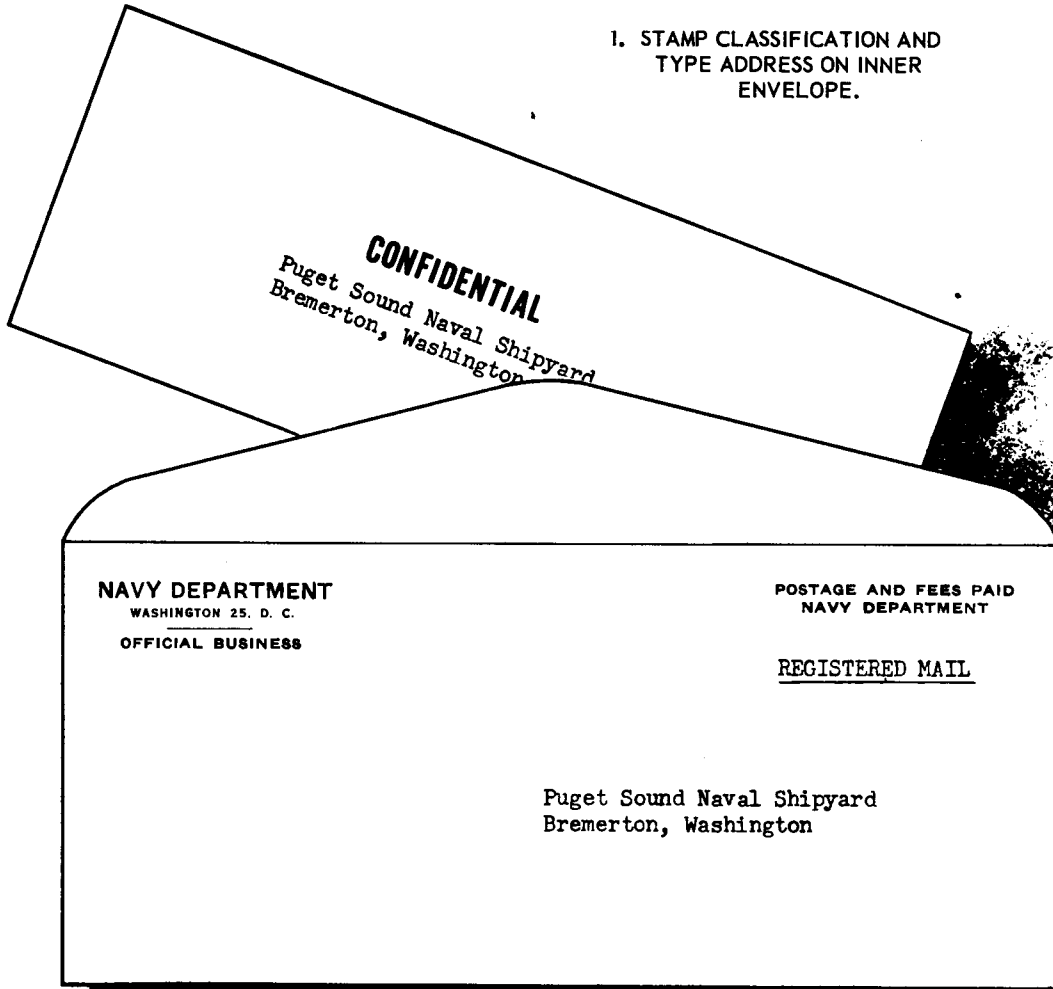 1. STAMP CLASSIFICATION AND
TYPE ADDRESS ON INNER
ENVELOPE.
CONFIDENTIAL
Puget Sound Naval Shipyard
Bremerton, Washington
NAVY DEPARTMENT
WASHINGTON 25, D. C.
OFFICIAL BUSINESS
POSTAGE AND FEES PAID
NAVY DEPARTMENT
REGISTERED MAIL
Puget Sound Naval Shipyard
Bremerton, Washington